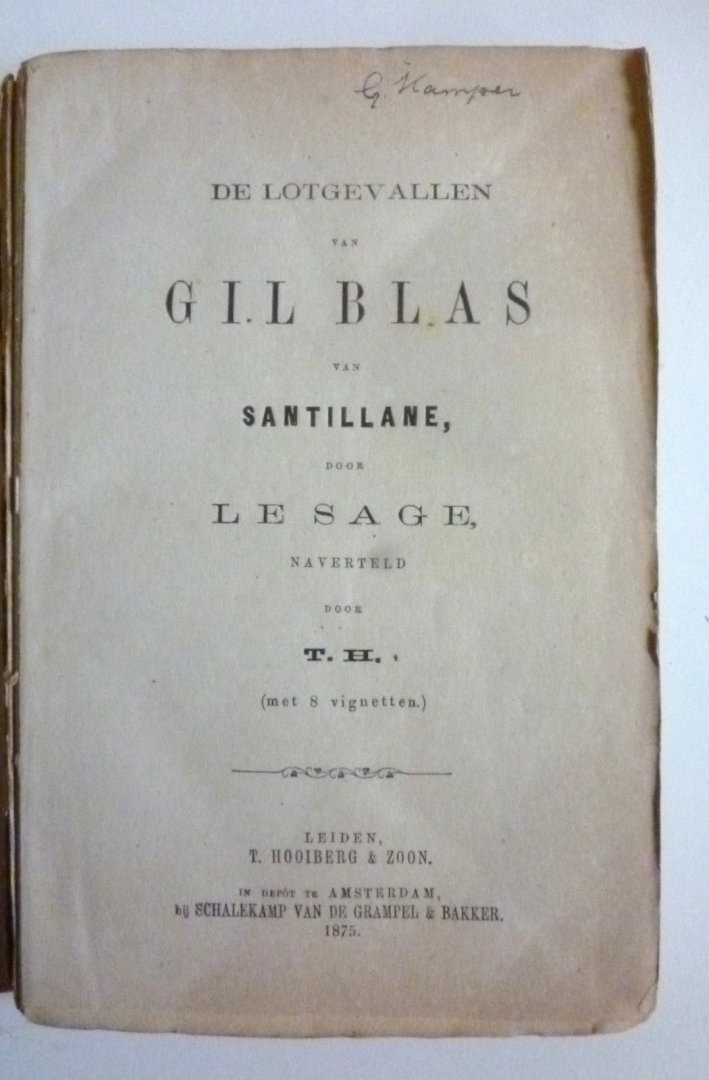 G. Kamper
DE LOTGEVALLEN
VAN
GIL BLAS
VAN
SANTILLANE,
DOOR
LE SAGE,
NAVERTELD
DOOR
T. H.
(met 8 vignetten.)
LEIDEN,
T. HOOIBERG & ZOON.
IN DEPÔT TE AMSTERDAM,
bij SCHALEKAMP VAN DE GRAMPEL & BAKKER.
1875.